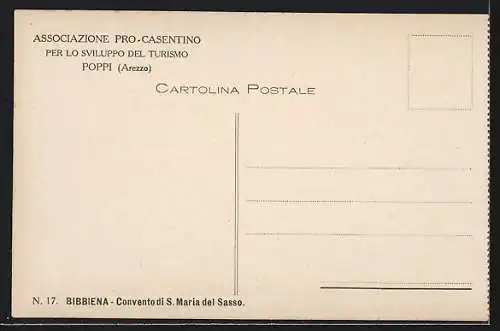 ASSOCIAZIONE PRO-CASENTINO
PER LO SVILUPPO DEL TURISMO
POPPI (Arezzo)
CARTOLINA POSTALE
N. 17. BIBBIENA - Convento di S. Maria del Sasso.